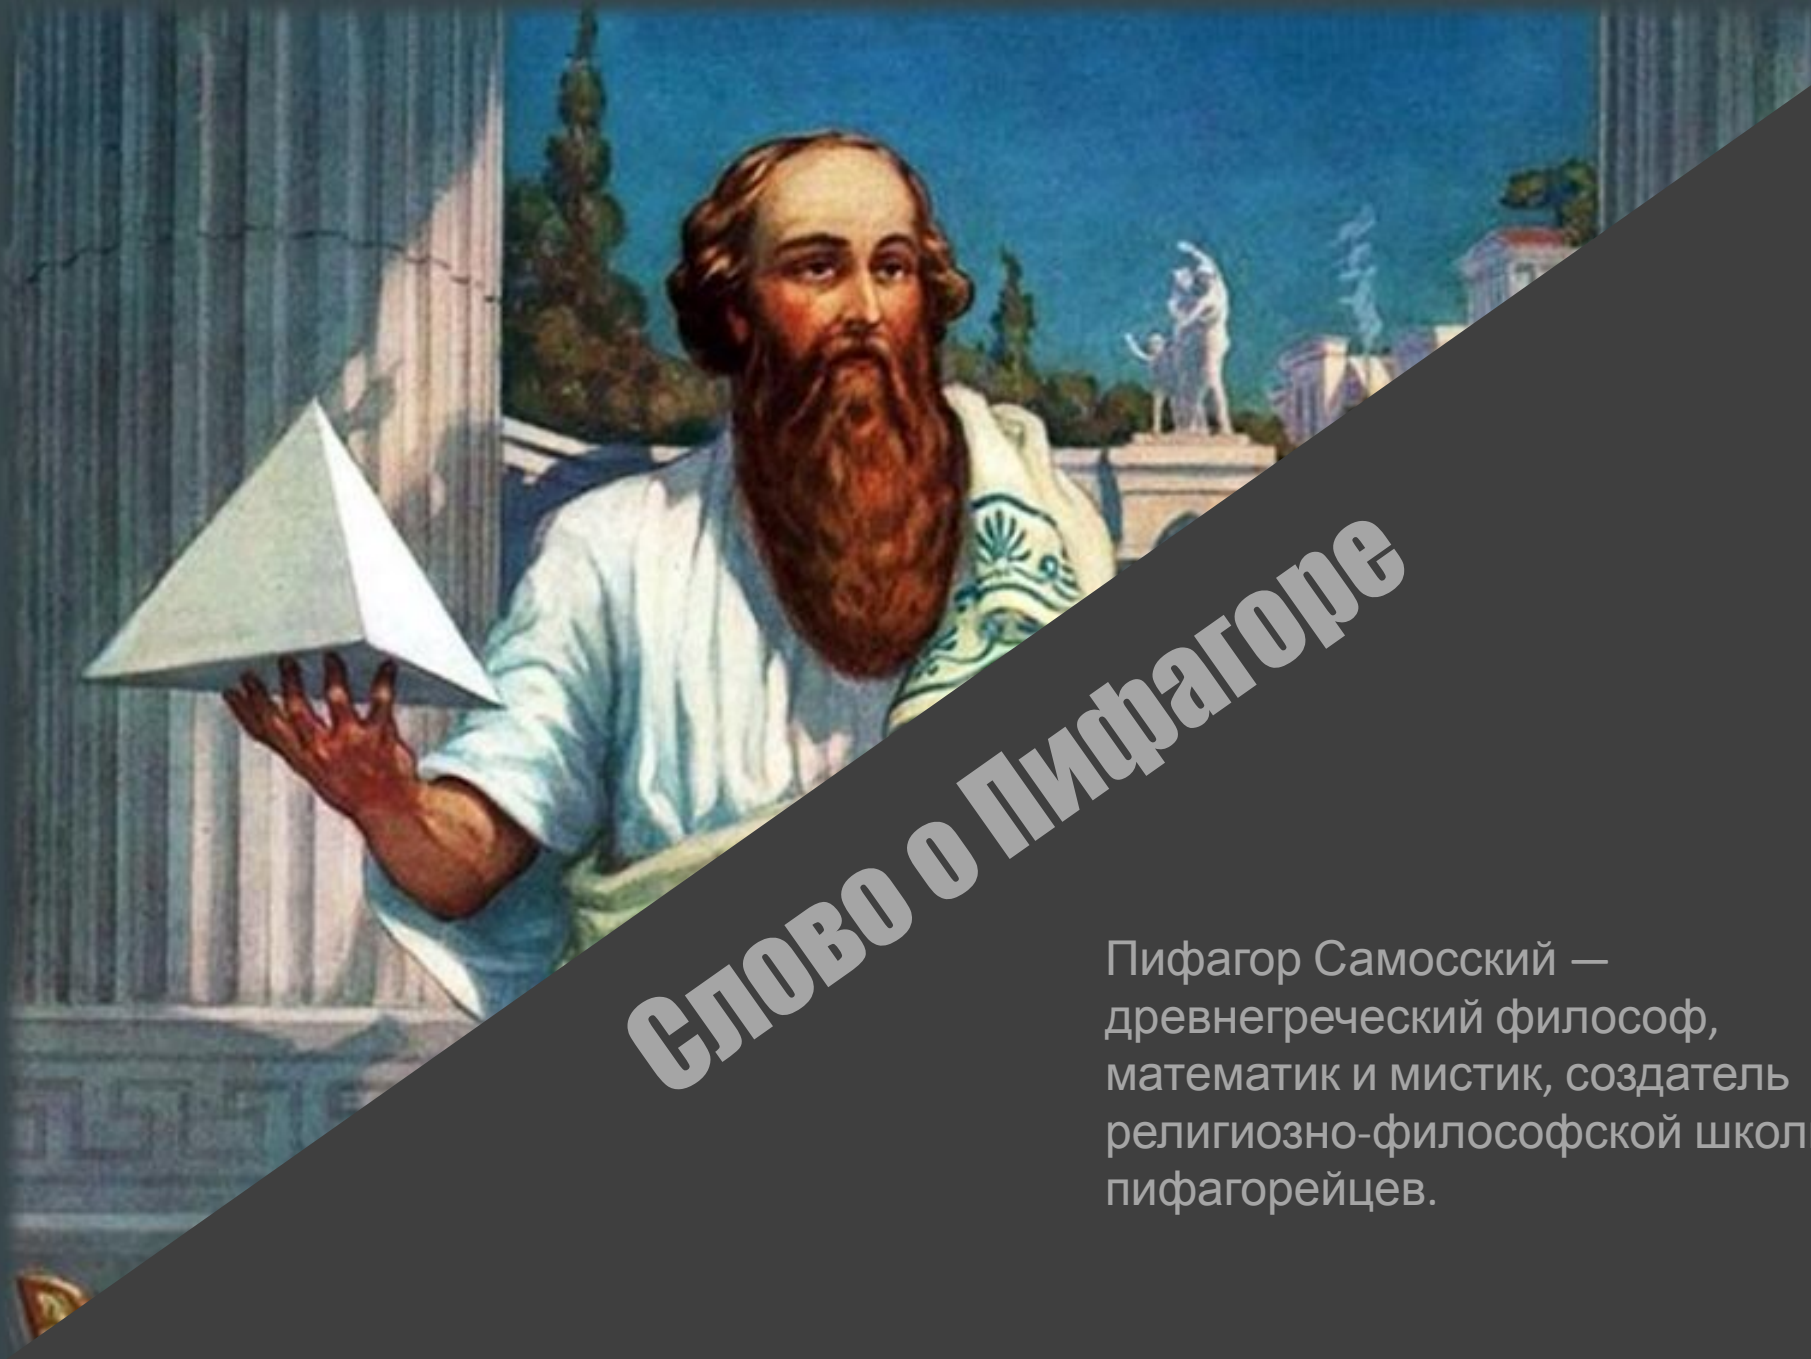 Слово о Пифагоре
Пифагор Самосский —
древнегреческий философ,
математик и мистик, создатель
религиозно-философской школ
пифагорейцев.